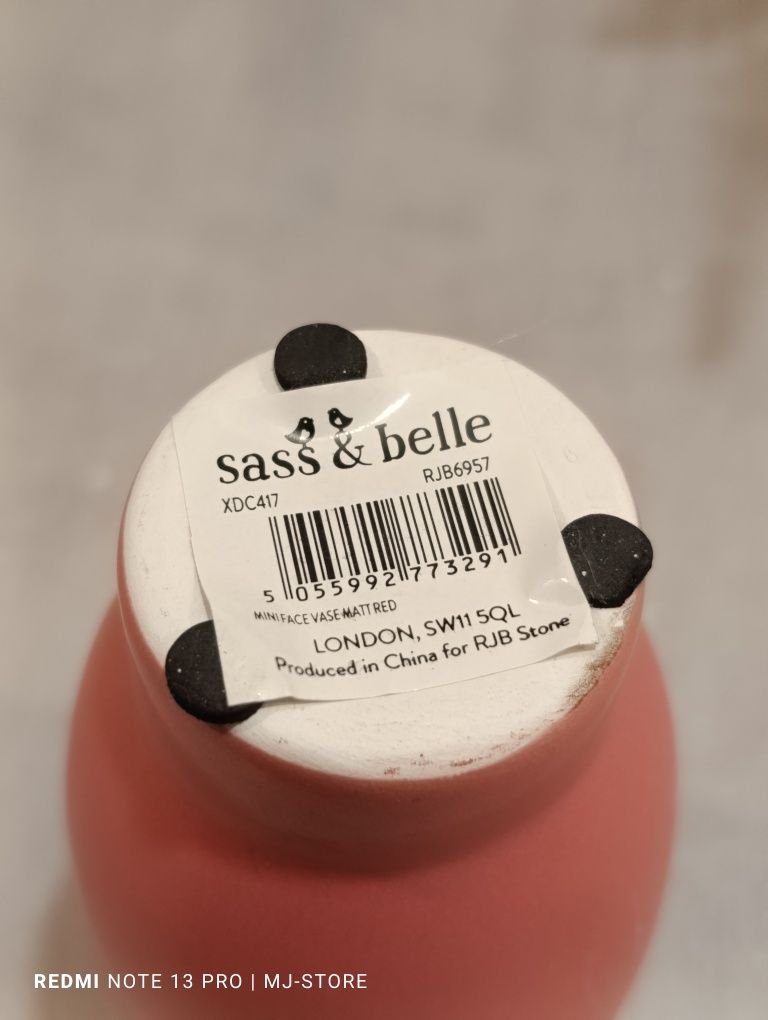 sass & belle
XDC417 RJB6957
5 055992 773291
MINI FACE VASE MATT RED
LONDON, SW11 5QL
Produced in China for RJB Stone
REDMI NOTE 13 PRO | MJ-STORE